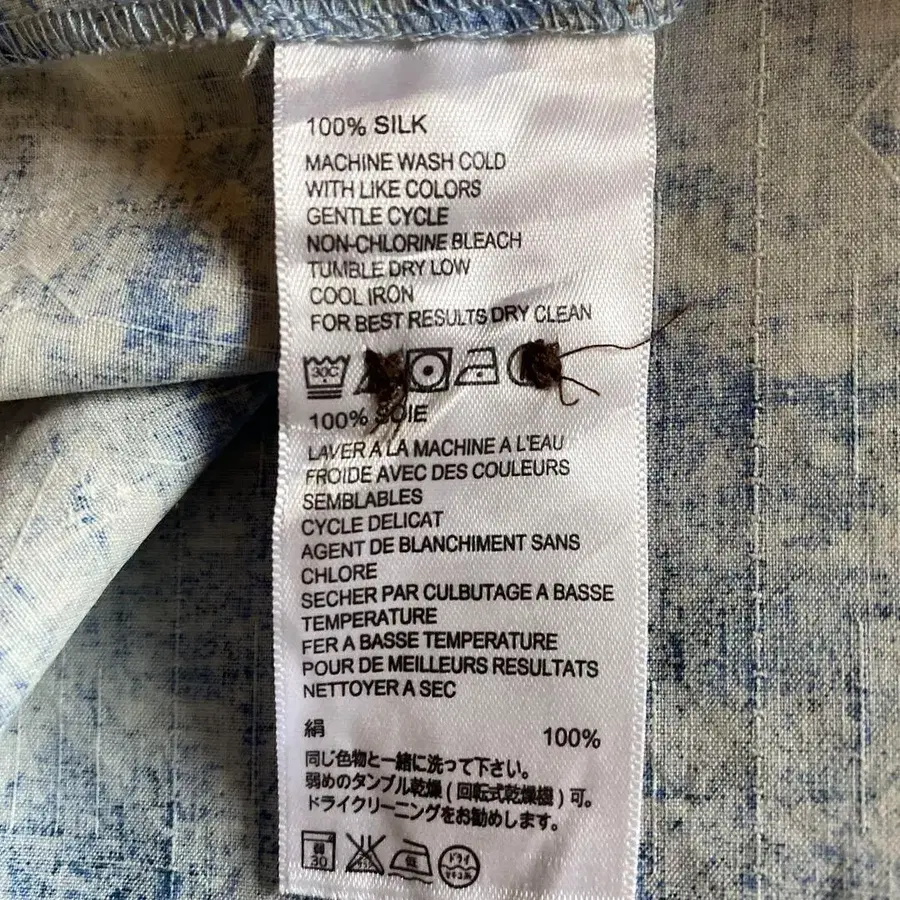 100% SILK
MACHINE WASH COLD
WITH LIKE COLORS
GENTLE CYCLE
NON-CHLORINE BLEACH
TUMBLE DRY LOW
COOL IRON
FOR BEST RESULTS DRY CLEAN
30C
100% SOIE
LAVER A LA MACHINE A L'EAU
FROIDE AVEC DES COULEURS
SEMBLABLES
CYCLE DELICAT
AGENT DE BLANCHIMENT SANS
CHLORE
SECHER PAR CULBUTAGE A BASSE
TEMPERATURE
FER A BASSE TEMPERATURE
POUR DE MEILLEURS RESULTATS
NETTOYER A SEC
絹 100%
同じ色物と一緒に洗って下さい。
弱めのタンブル乾燥(回転式乾燥機)可。
ドライクリーニングをお勧めします。
弱 30 低 ドライ